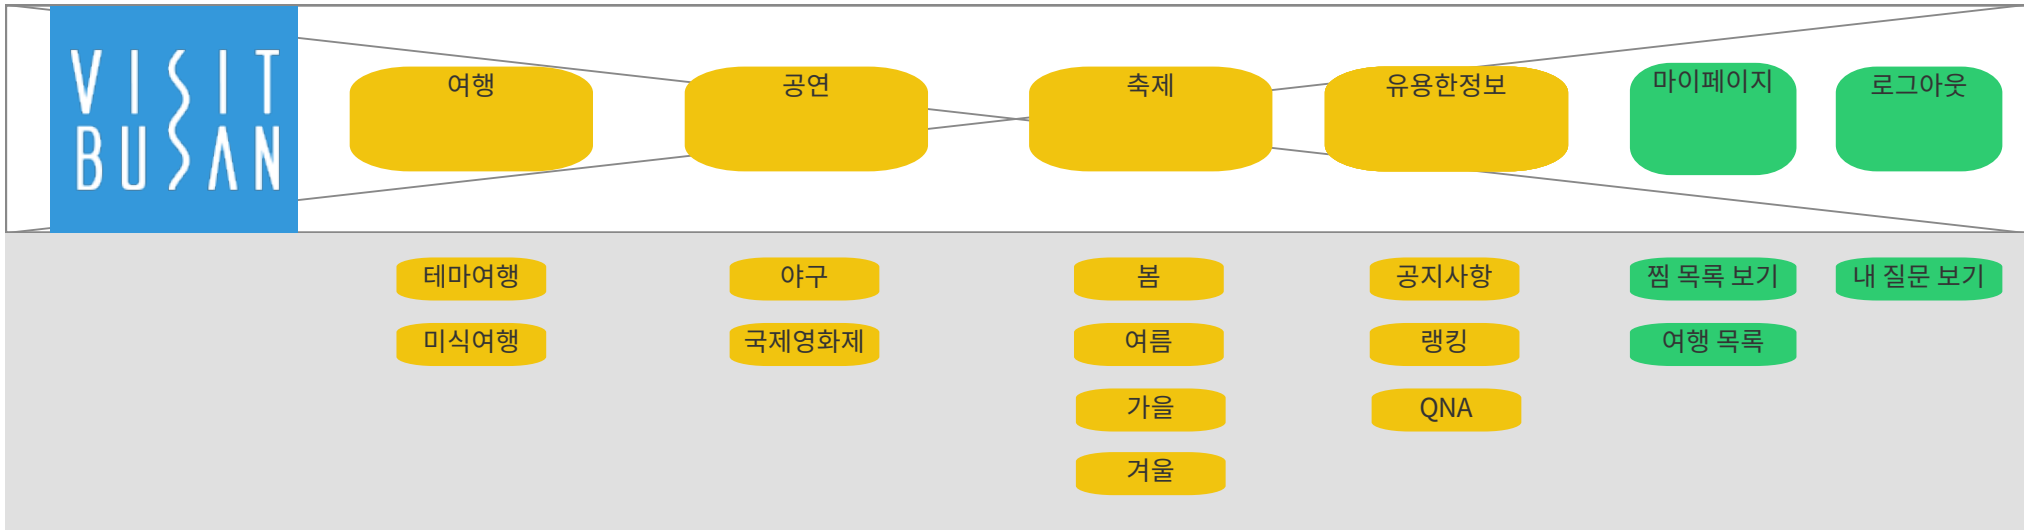 VISIT
BUSAN
여행
공연
축제
유용한정보
마이페이지
로그아웃
테마여행
야구
봄
공지사항
찜 목록 보기
내 질문 보기
미식여행
국제영화제
여름
랭킹
여행 목록
가을
QNA
겨울